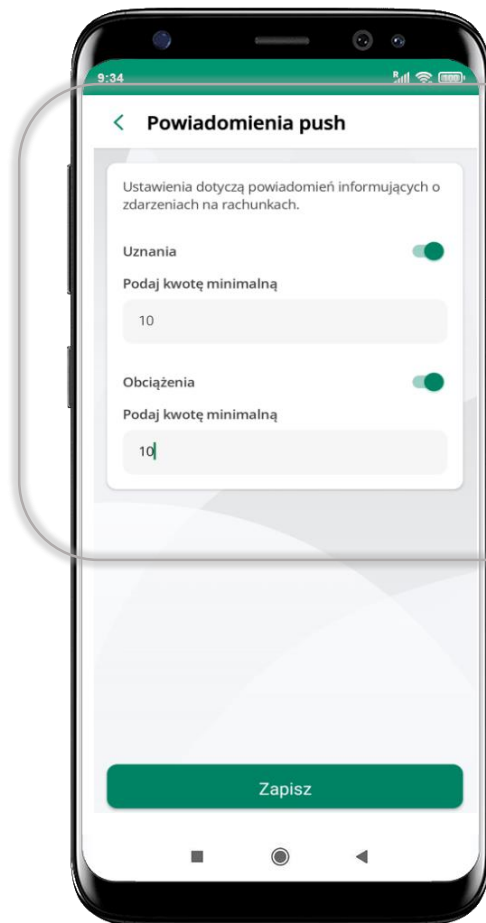 9:34
Powiadomienia push
Ustawienia dotyczą powiadomień informujących o
zdarzeniach na rachunkach.
Uznania
Podaj kwotę minimalną
10
Obciążenia
Podaj kwotę minimalną
10
Zapisz